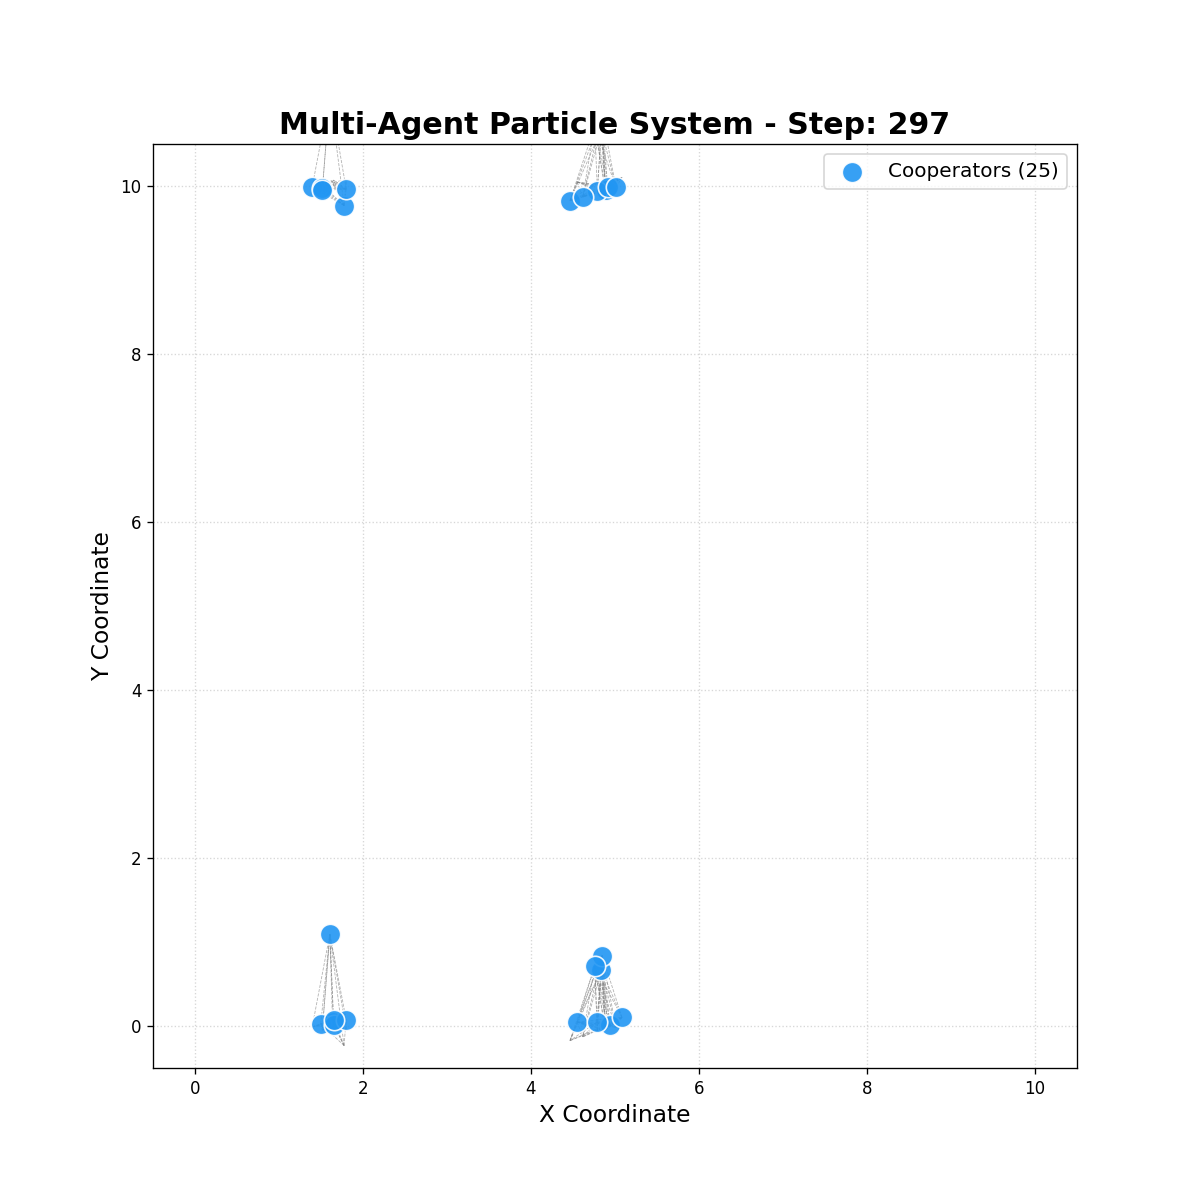 Multi-Agent Particle System - Step: 297
Cooperators (25)
10
8
6
4
2
0
Y Coordinate
0 2 4 6 8 10
X Coordinate